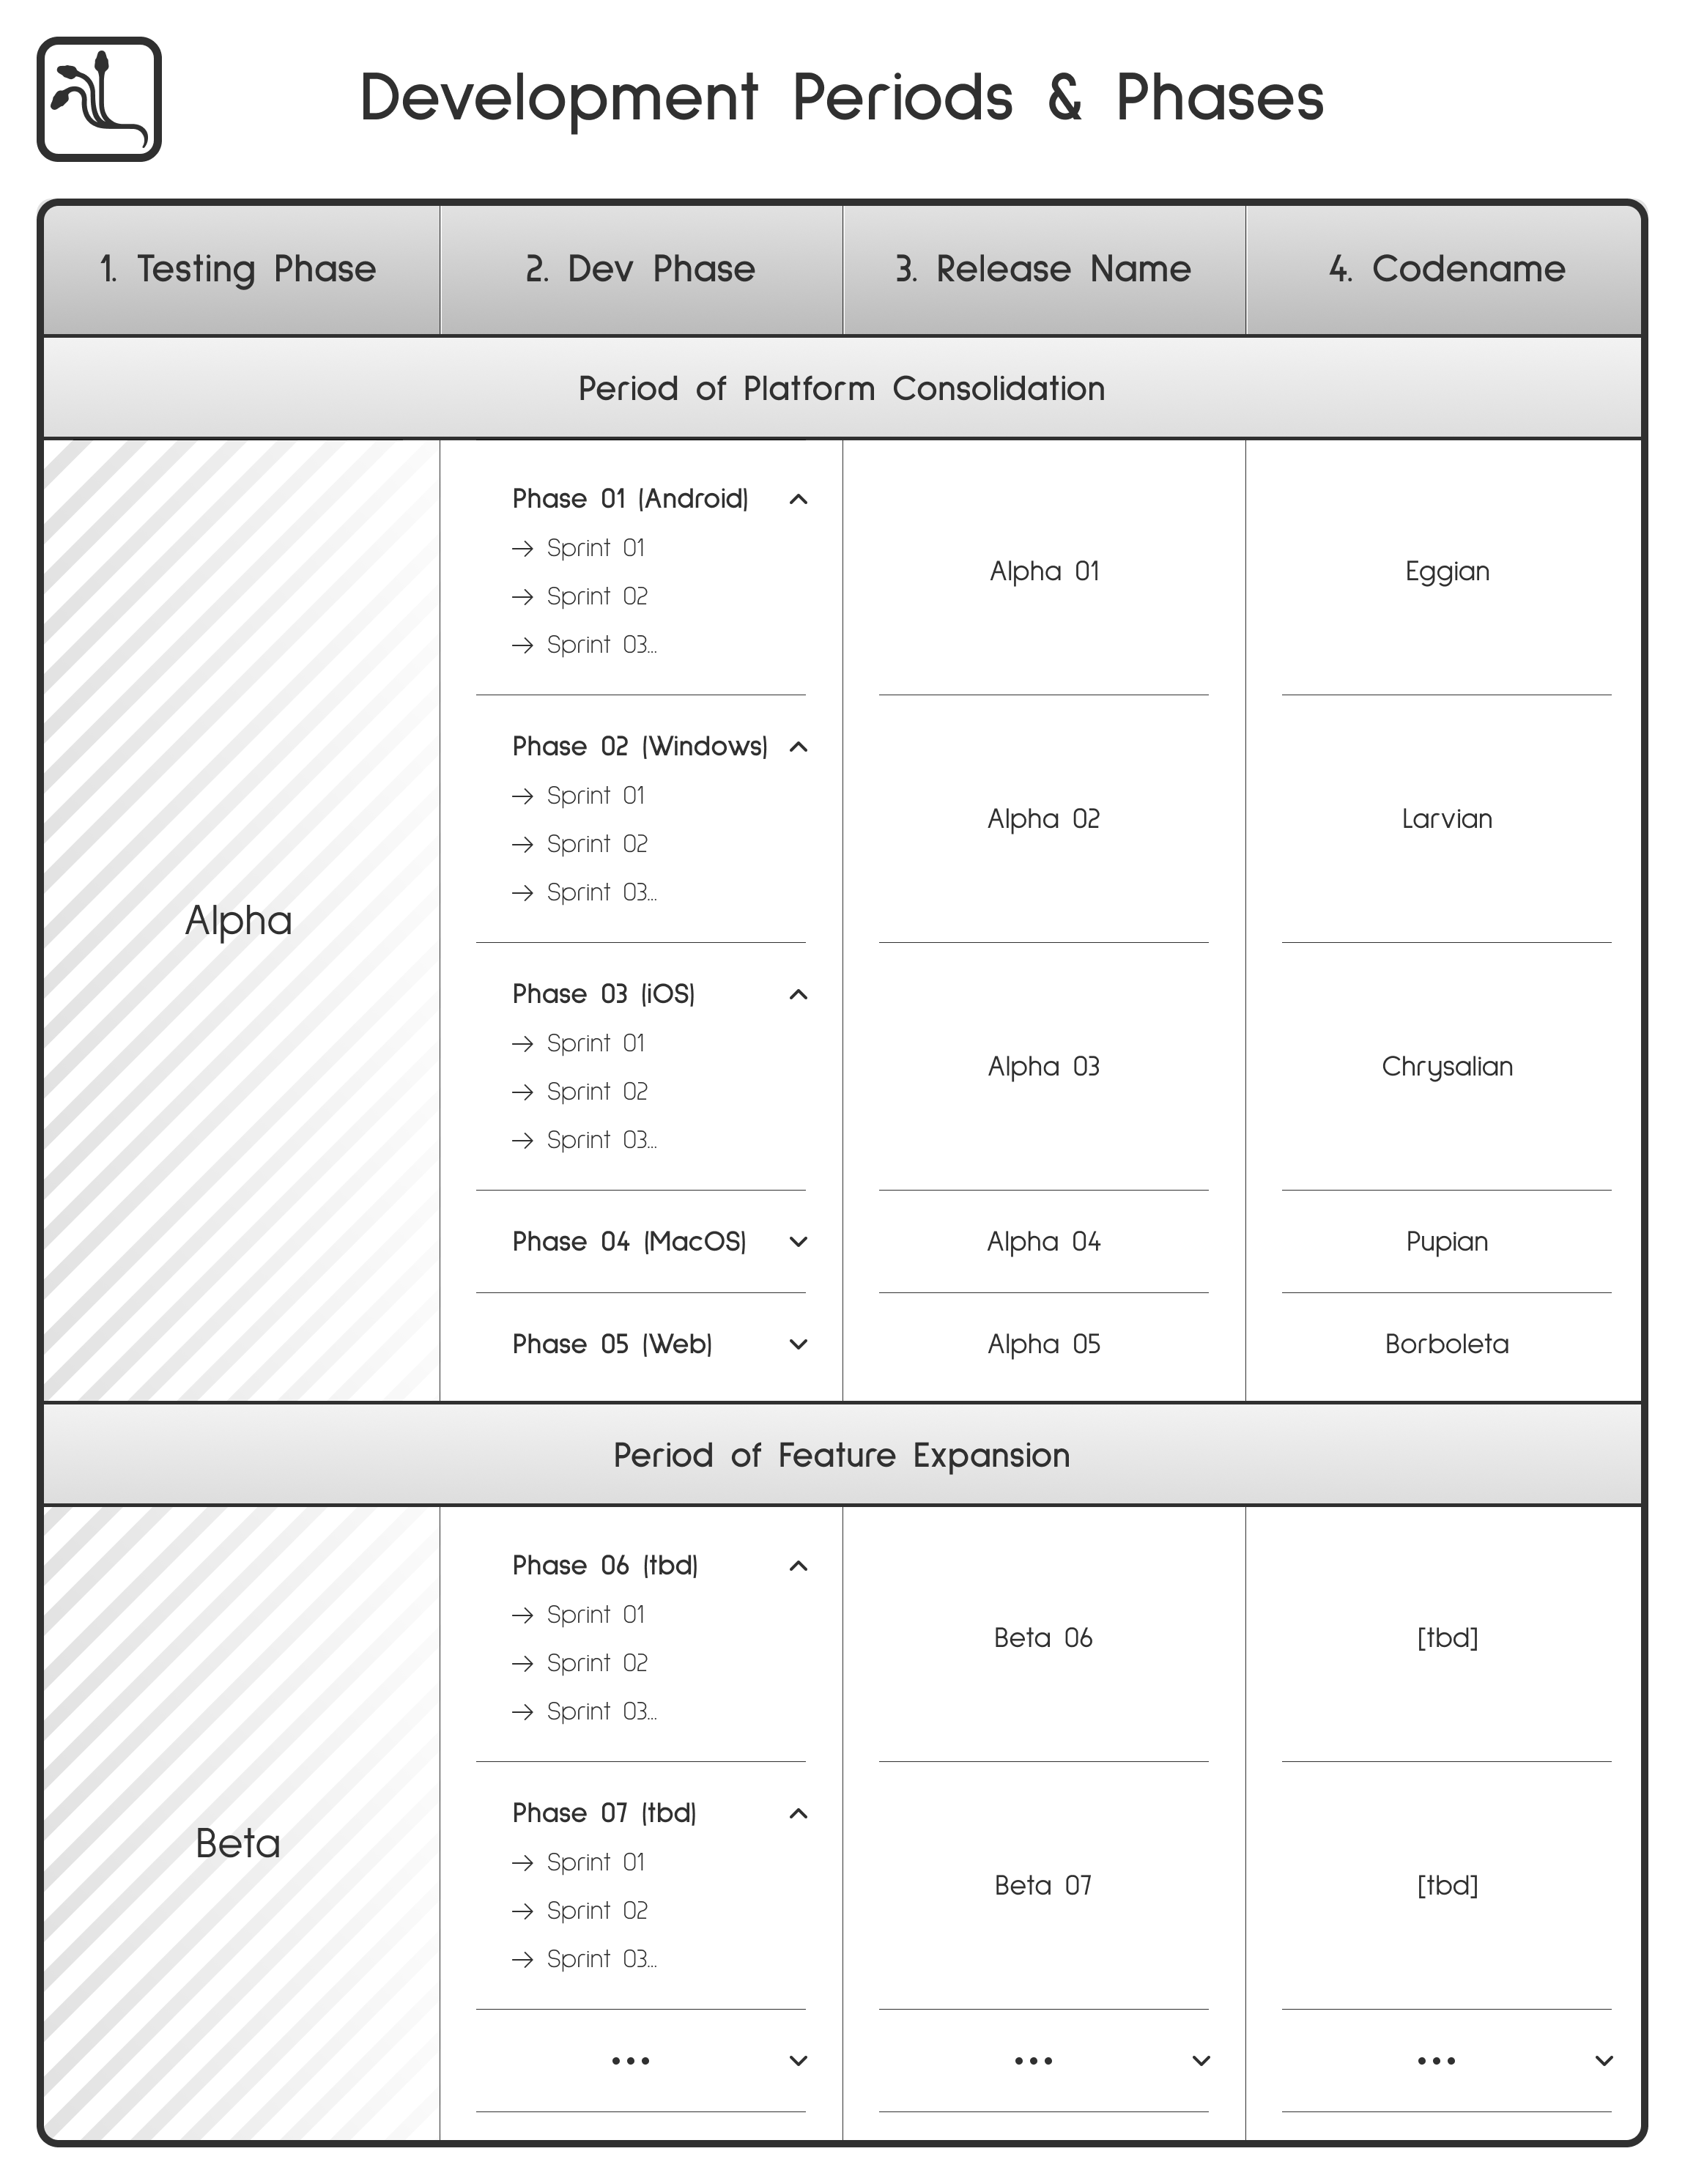 Development Periods & Phases
1. Testing Phase
2. Dev Phase
3. Release Name
4. Codename
Period of Platform Consolidation
Alpha
Phase 01 (Android)
→ Sprint 01
→ Sprint 02
→ Sprint 03...
Alpha 01
Eggian
Phase 02 (Windows)
→ Sprint 01
→ Sprint 02
→ Sprint 03...
Alpha 02
Larvian
Phase 03 (iOS)
→ Sprint 01
→ Sprint 02
→ Sprint 03...
Alpha 03
Chrysalian
Phase 04 (MacOS)
Alpha 04
Pupian
Phase 05 (Web)
Alpha 05
Borboleta
Period of Feature Expansion
Beta
Phase 06 (tbd)
→ Sprint 01
→ Sprint 02
→ Sprint 03...
Beta 06
[tbd]
Phase 07 (tbd)
→ Sprint 01
→ Sprint 02
→ Sprint 03...
Beta 07
[tbd]
•••
•••
•••